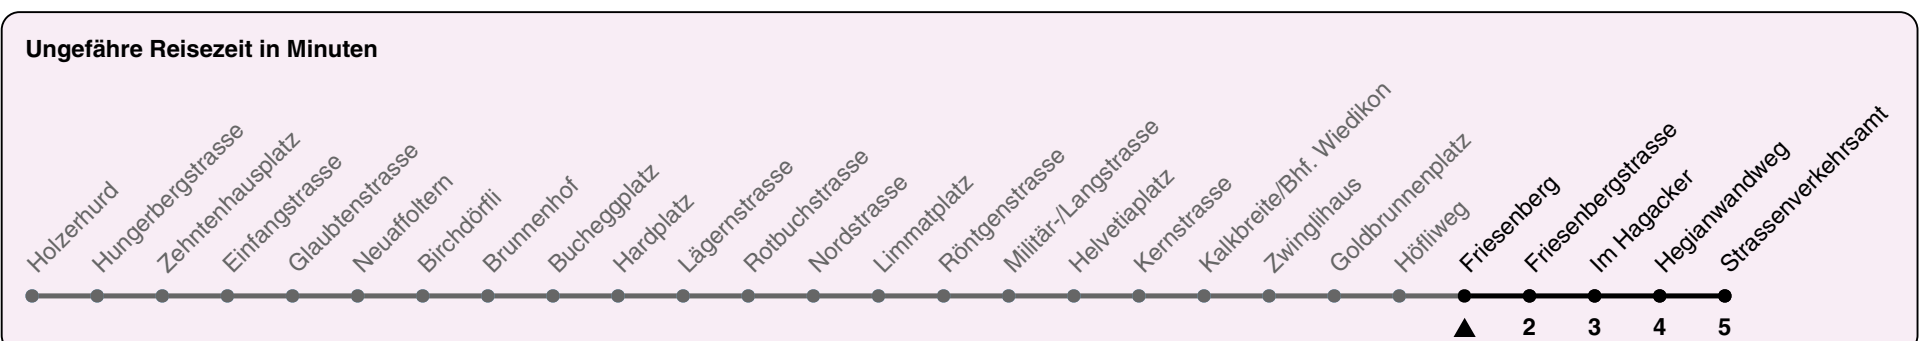 Ungefähre Reisezeit in Minuten
Holzerhurd
Hungerbergstrasse
Zehntenhausplatz
Einfangstrasse
Glaubtenstrasse
Neuaffoltern
Birchdörfli
Brunnenhof
Bucheggplatz
Hardplatz
Lägernstrasse
Rotbuchstrasse
Nordstrasse
Limmatplatz
Röntgenstrasse
Militär-/Langstrasse
Helvetiaplatz
Kernstrasse
Kalkbreite/Bhf. Wiedikon
Zwinglihaus
Goldbrunnenplatz
Höfliweg
Friesenberg
Friesenbergstrasse
Im Hagacker
Hegianwandweg
Strassenverkehrsamt
2 3 4 5